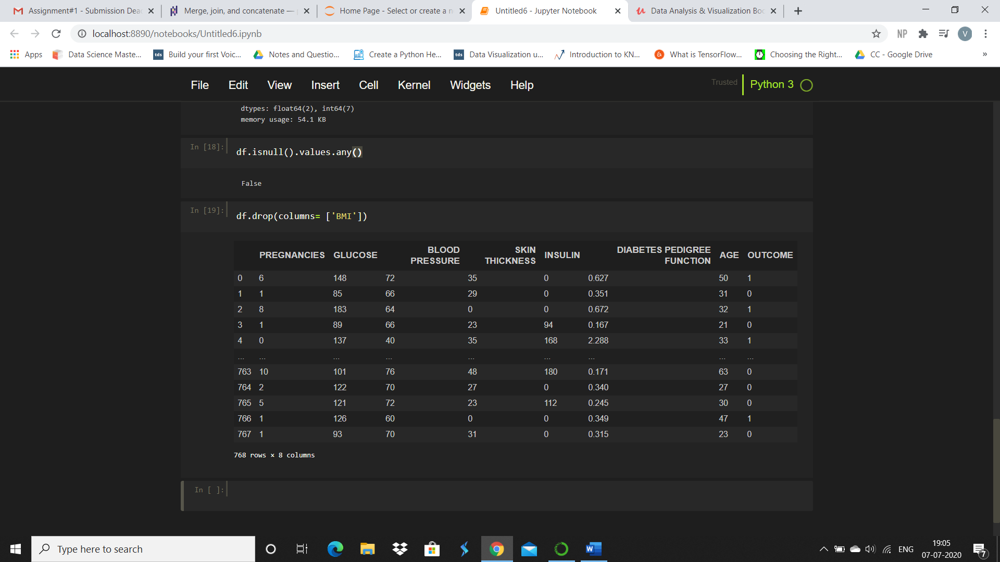 Assignment#1 - Submission Dead
Merge, join, and concatenate —
Home Page - Select or create a n
Untitled6 - Jupyter Notebook
Data Analysis & Visualization Boo
localhost:8890/notebooks/Untitled6.ipynb
NP
V
Apps
Data Science Maste...
tds
Build your first Voic...
Notes and Questio...
Create a Python He...
tds
Data Visualization u...
Introduction to KN...
What is TensorFlow...
Choosing the Right...
CC - Google Drive
»
File Edit View Insert Cell Kernel Widgets Help
Trusted
Python 3
dtypes: float64(2), int64(7)
memory usage: 54.1 KB
In [18]:
df.isnull().values.any()
False
In [19]:
df.drop(columns= ['BMI'])
PREGNANCIES GLUCOSE BLOOD PRESSURE SKIN THICKNESS INSULIN DIABETES PEDIGREE FUNCTION AGE OUTCOME
0 6 148 72 35 0 0.627 50 1
1 1 85 66 29 0 0.351 31 0
2 8 183 64 0 0 0.672 32 1
3 1 89 66 23 94 0.167 21 0
4 0 137 40 35 168 2.288 33 1
... ... ... ... ... ... ... ... ...
763 10 101 76 48 180 0.171 63 0
764 2 122 70 27 0 0.340 27 0
765 5 121 72 23 112 0.245 30 0
766 1 126 60 0 0 0.349 47 1
767 1 93 70 31 0 0.315 23 0
768 rows × 8 columns
In [ ]:
Type here to search
W
ENG
19:05
07-07-2020
7